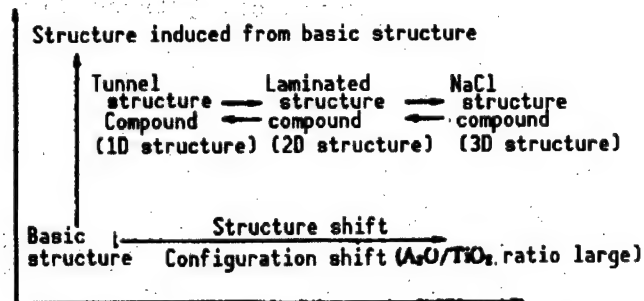 Structure induced from basic structure
Tunnel Laminated NaCl
structure structure structure
Compound compound compound
(1D structure) (2D structure) (3D structure)
Structure shift
Basic
structure Configuration shift (A₂O/TiO₂ ratio large)